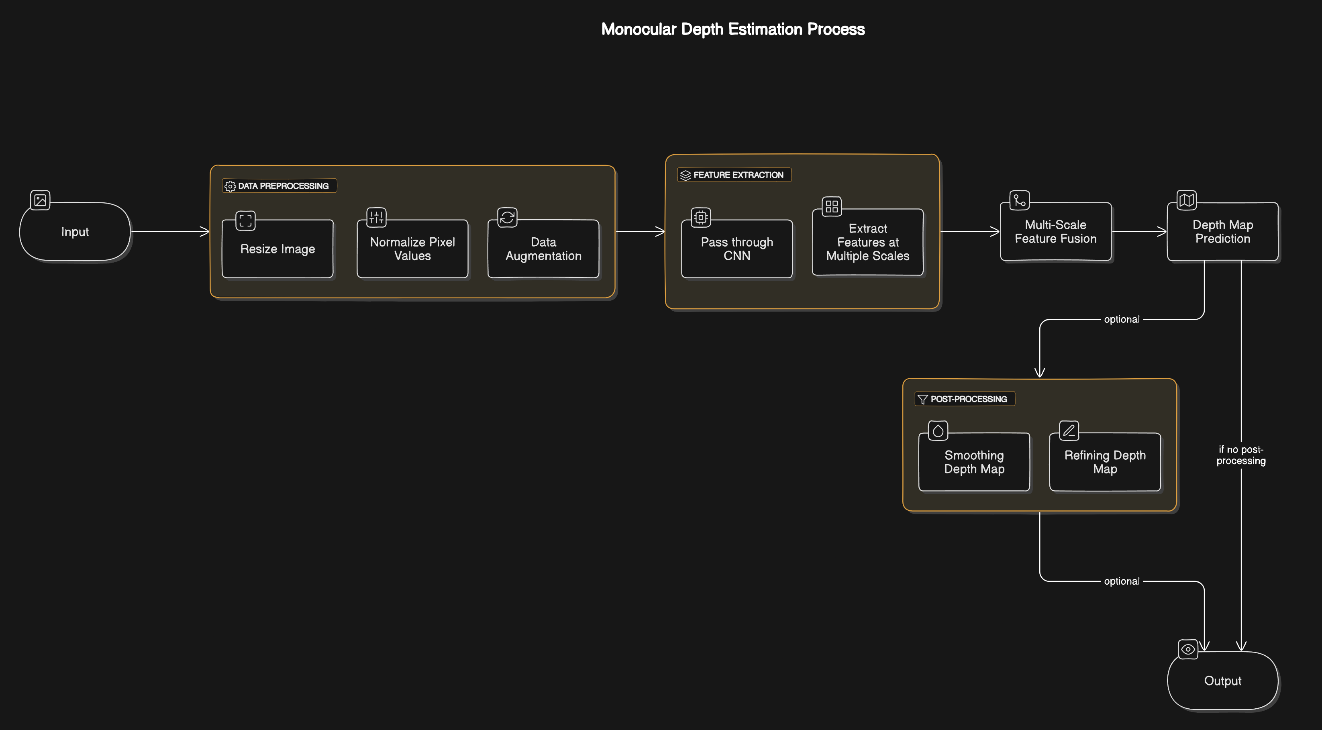 Monocular Depth Estimation Process
Input
DATA PREPROCESSING
Resize Image
Normalize Pixel
Values
Data
Augmentation
FEATURE EXTRACTION
Pass through
CNN
Extract
Features at
Multiple Scales
Multi-Scale
Feature Fusion
Depth Map
Prediction
optional
POST-PROCESSING
Smoothing
Depth Map
Refining Depth
Map
if no post-
processing
optional
Output